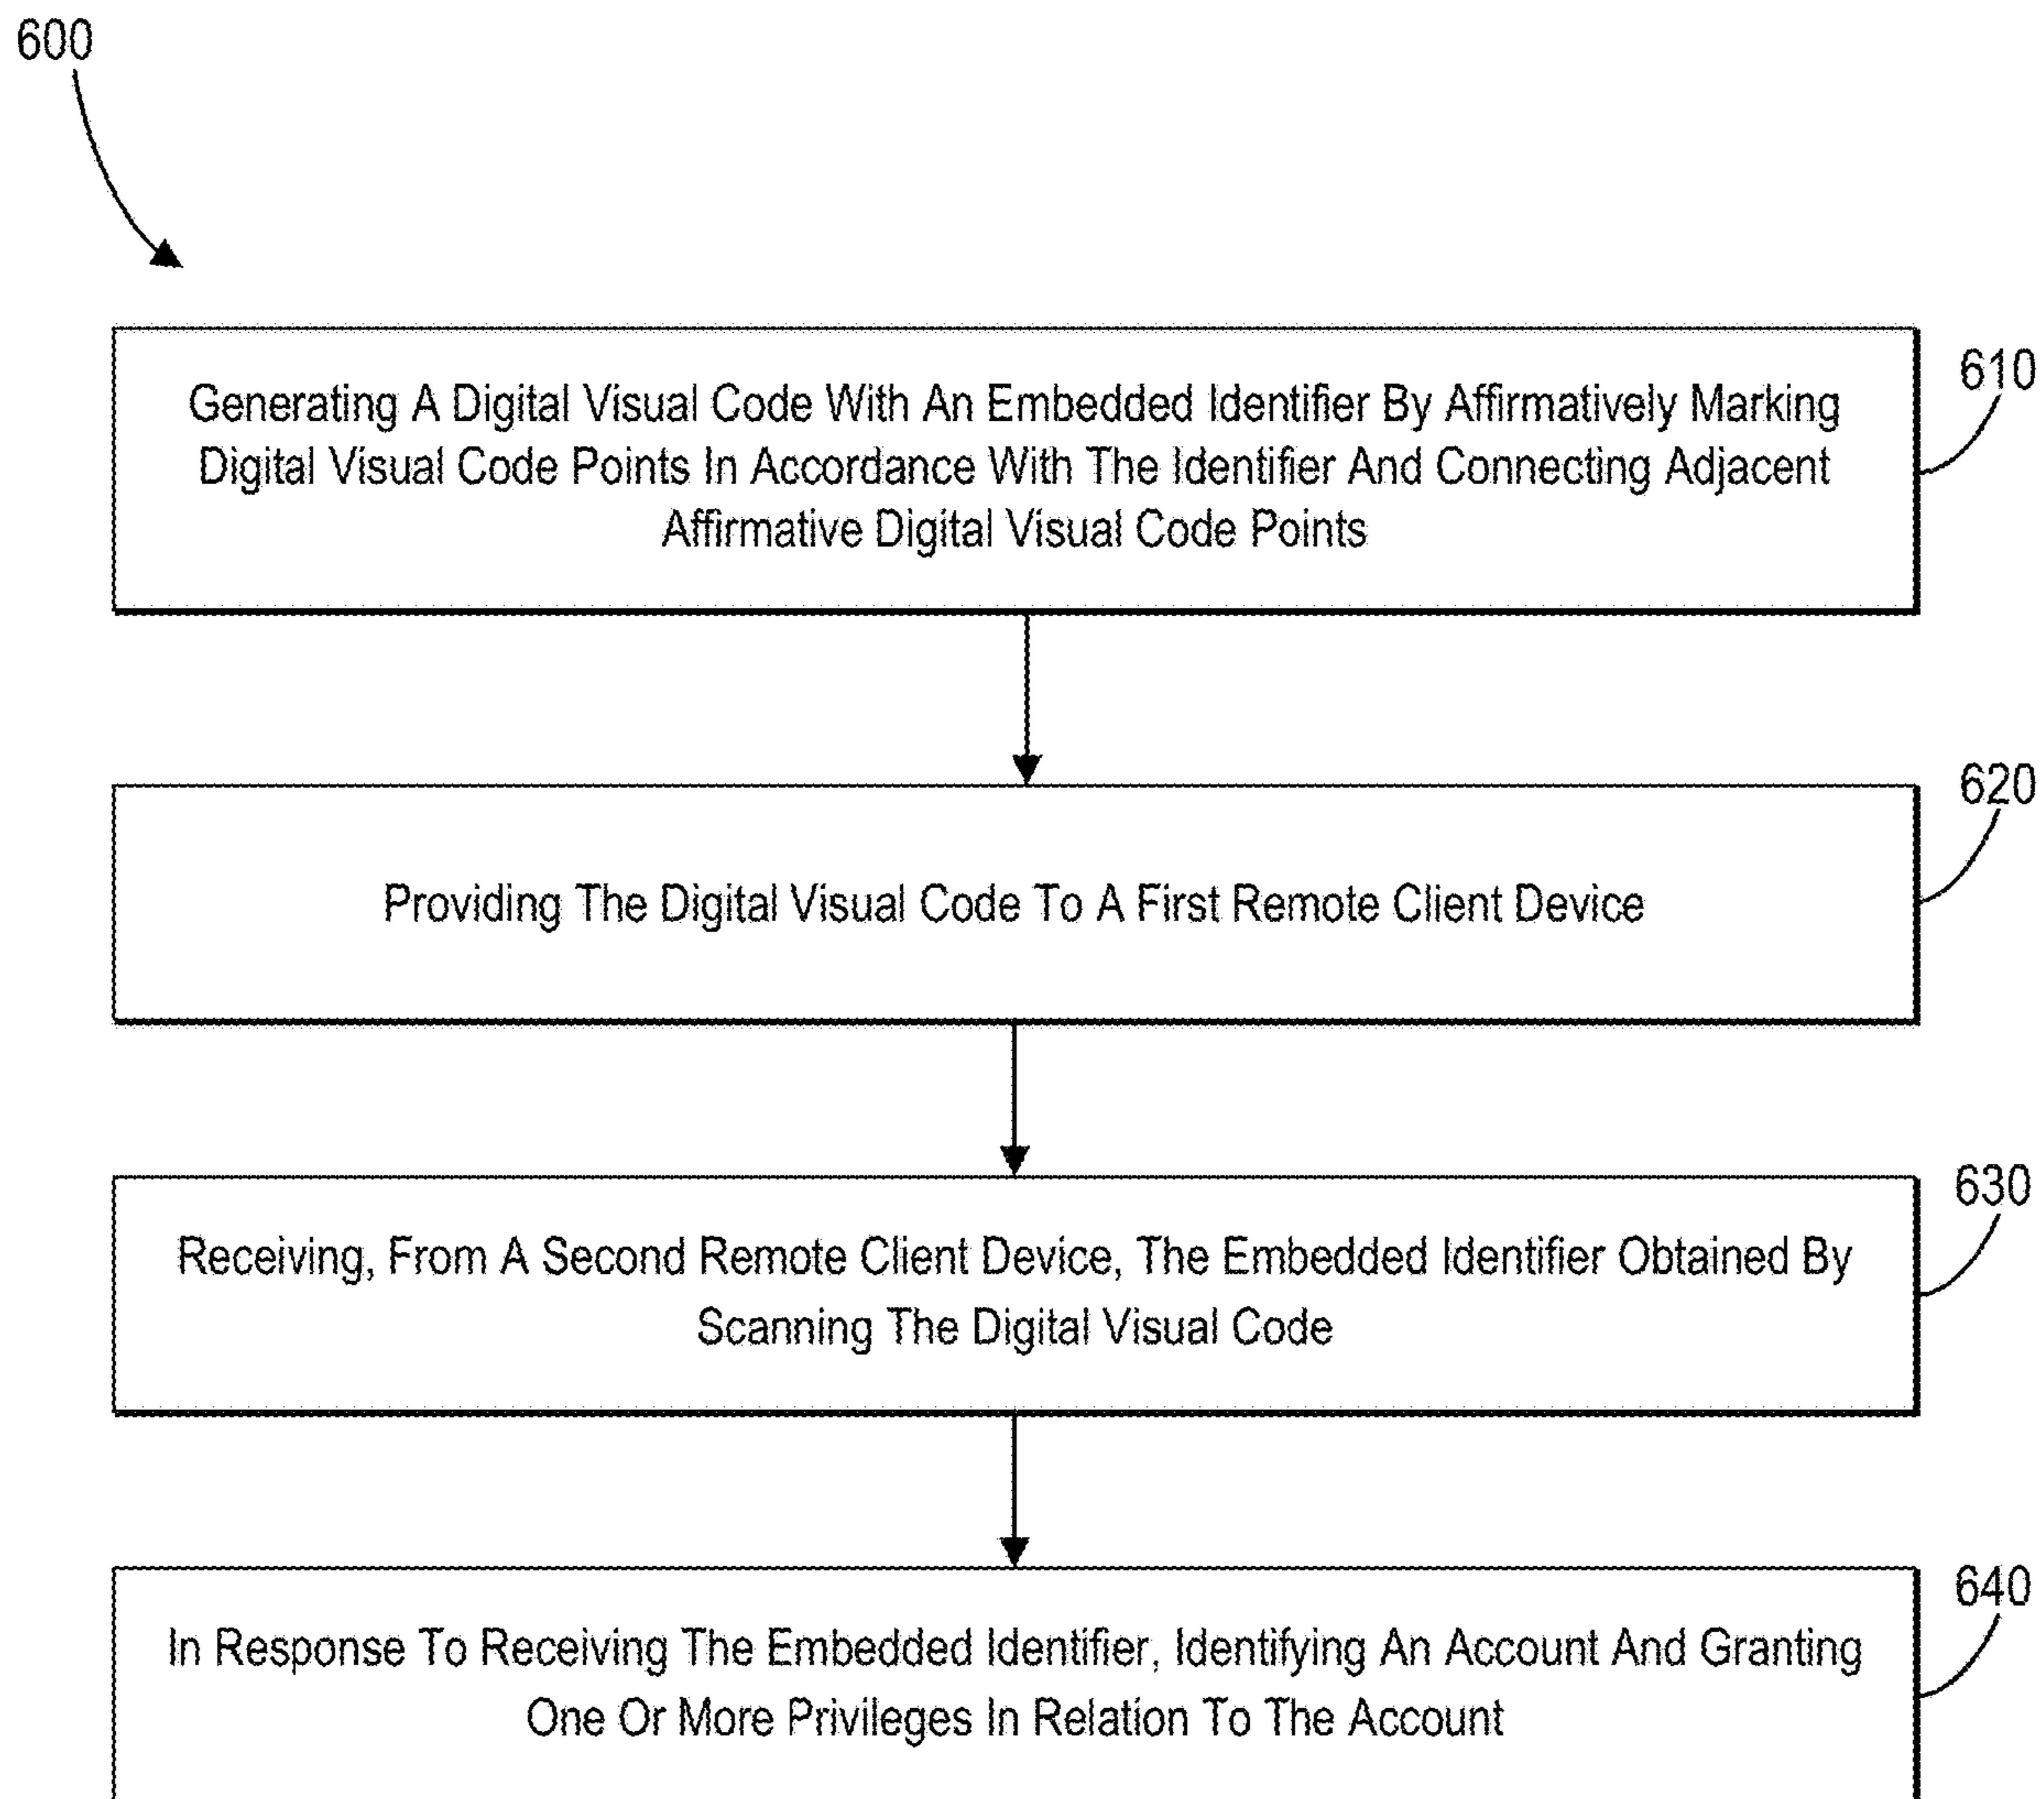 600
610
Generating A Digital Visual Code With An Embedded Identifier By Affirmatively Marking
Digital Visual Code Points In Accordance With The Identifier And Connecting Adjacent
Affirmative Digital Visual Code Points
620
Providing The Digital Visual Code To A First Remote Client Device
630
Receiving, From A Second Remote Client Device, The Embedded Identifier Obtained By
Scanning The Digital Visual Code
640
In Response To Receiving The Embedded Identifier, Identifying An Account And Granting
One Or More Privileges In Relation To The Account